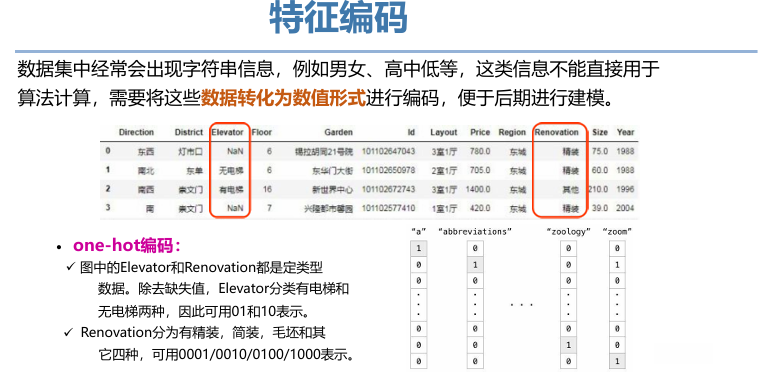 特征编码
数据集中经常会出现字符串信息，例如男女、高中低等，这类信息不能直接用于
算法计算，需要将这些数据转化为数值形式进行编码，便于后期进行建模。
Direction District Elevator Floor Garden Id Layout Price Region Renovation Size Year
0 东西 灯市口 NaN 6 锡拉胡同21号院 101102647043 3室1厅 780.0 东城 精装 75.0 1988
1 南北 东单 无电梯 6 东华门大街 101102650978 2室1厅 705.0 东城 精装 60.0 1988
2 南西 崇文门 有电梯 16 新世界中心 101102672743 3室1厅 1400.0 东城 其他 210.0 1996
3 南 崇文门 NaN 7 兴隆都市馨园 101102577410 1室1厅 420.0 东城 精装 39.0 2004
• one-hot编码：
✓ 图中的Elevator和Renovation都是定类型
数据。除去缺失值，Elevator分类有电梯和
无电梯两种，因此可用01和10表示。
✓ Renovation分为有精装，简装，毛坯和其
它四种，可用0001/0010/0100/1000表示。
“a” “abbreviations” “zoology” “zoom”
1 0 0 0
0 1 0 1
0 0 0 0
. . . .
. . . . . . .
. . . .
0 0 0 0
0 0 1 0
0 0 0 1